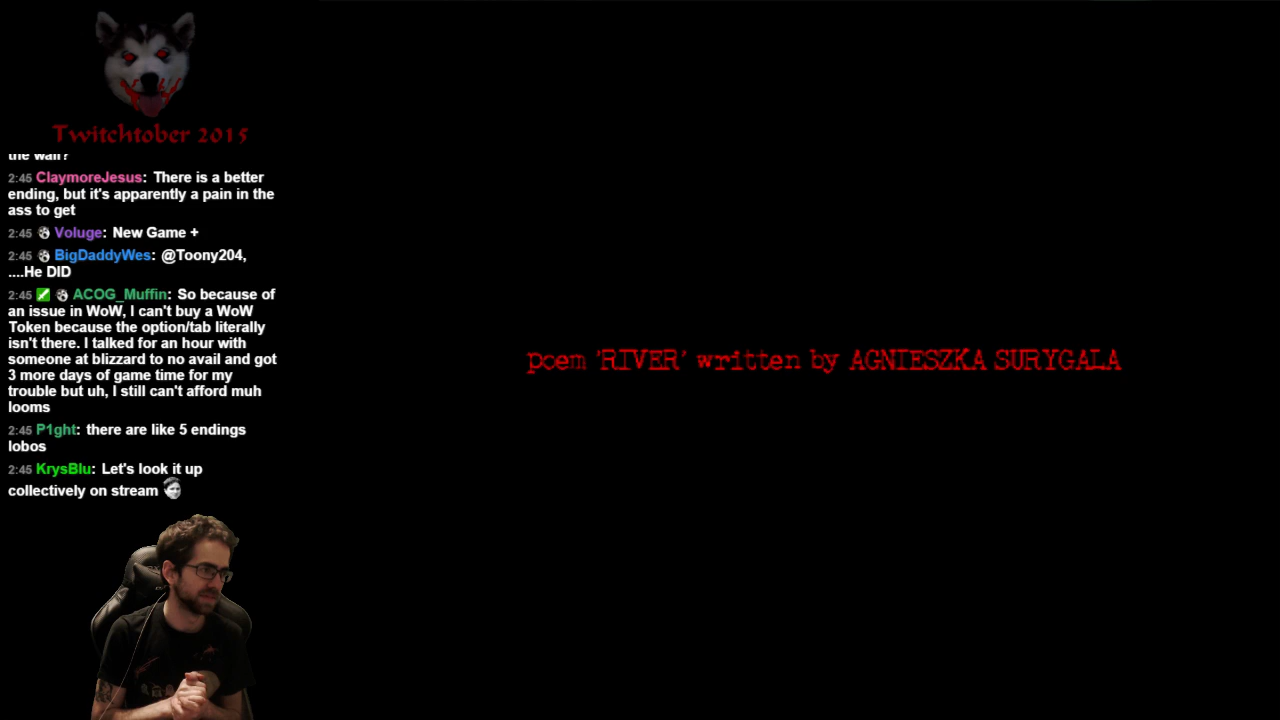 Twitchtober 2015
the wall?
2:45 ClaymoreJesus: There is a better
ending, but it's apparently a pain in the
ass to get
2:45 Voluge: New Game +
2:45 BigDaddyWes: @Toony204,
....He DID
2:45 ACOG_Muffin: So because of
an issue in WoW, I can't buy a WoW
Token because the option/tab literally
isn't there. I talked for an hour with
someone at blizzard to no avail and got
3 more days of game time for my
trouble but uh, I still can't afford muh
looms
2:45 P1ght: there are like 5 endings
lobos
2:45 KrysBlu: Let's look it up
collectively on stream
poem 'RIVER' written by AGNIESZKA SURYGALA